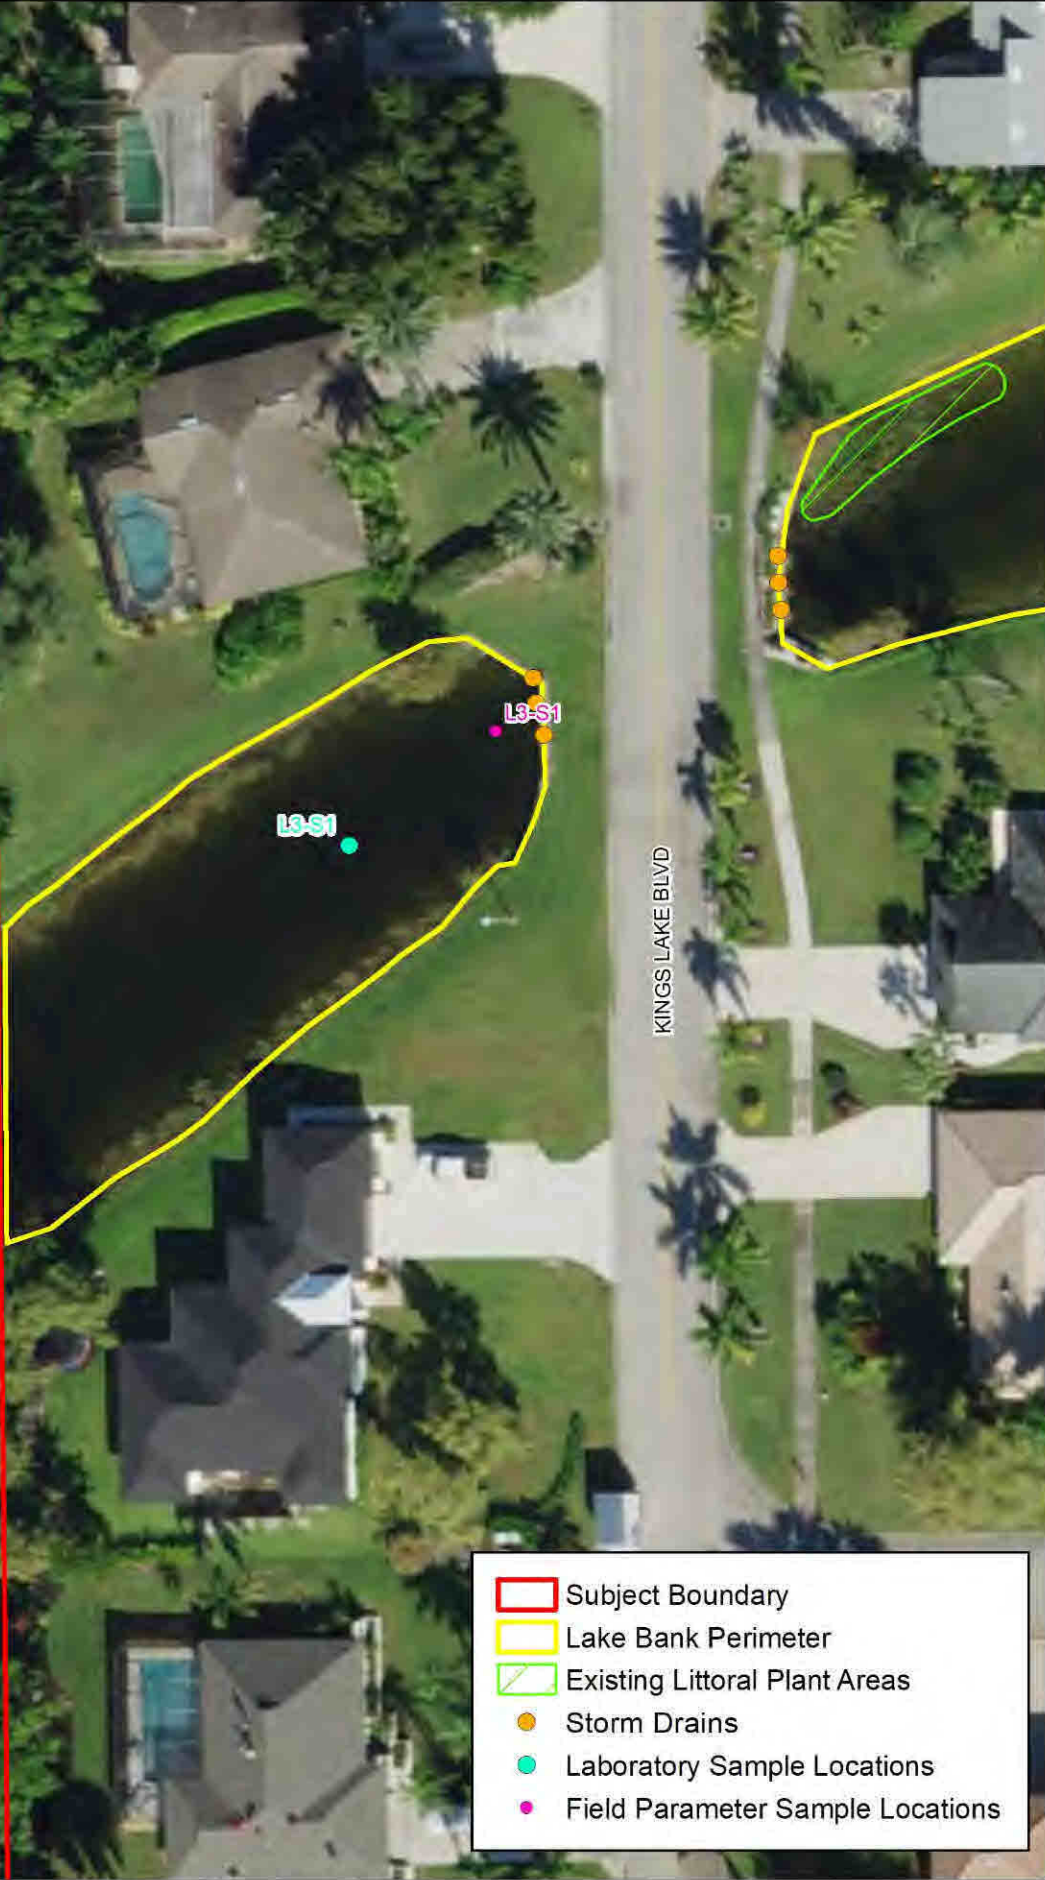 L3-S1
L3-S1
KINGS LAKE BLVD
Subject Boundary
Lake Bank Perimeter
Existing Littoral Plant Areas
Storm Drains
Laboratory Sample Locations
Field Parameter Sample Locations